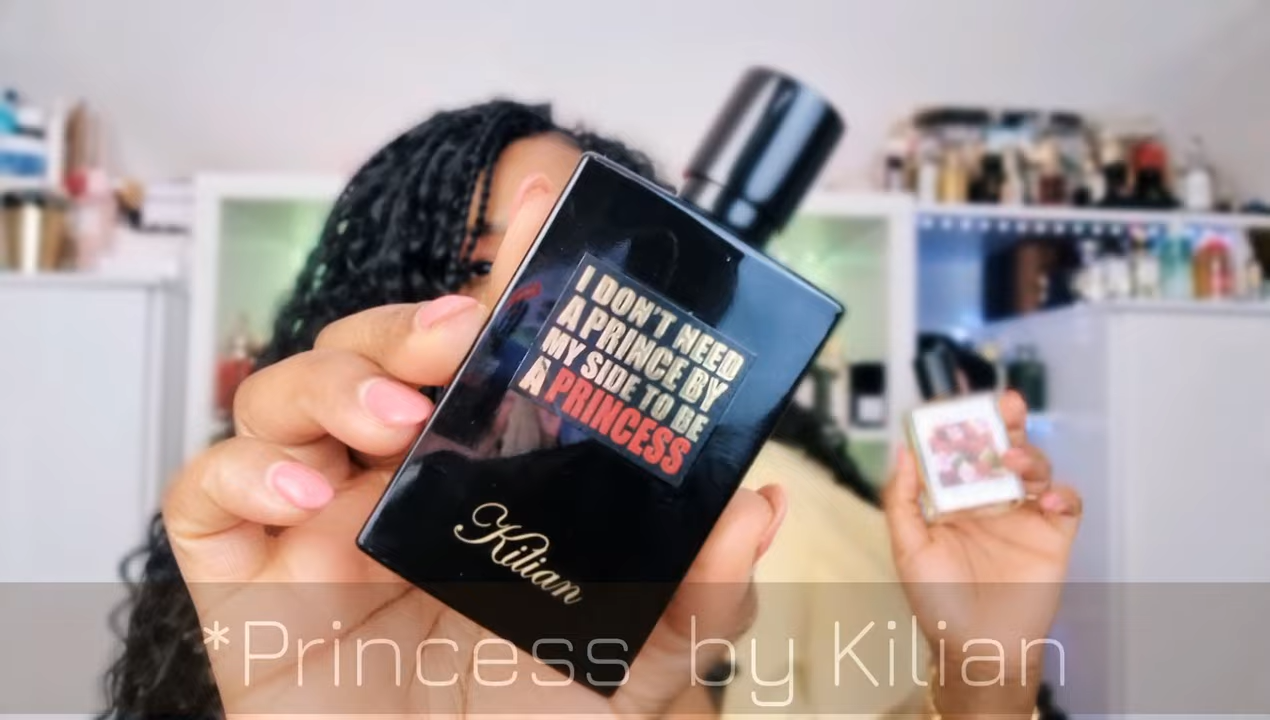 I DON'T NEED
A PRINCE BY
MY SIDE TO BE
A PRINCESS
Kilian
*Princess by Kilian